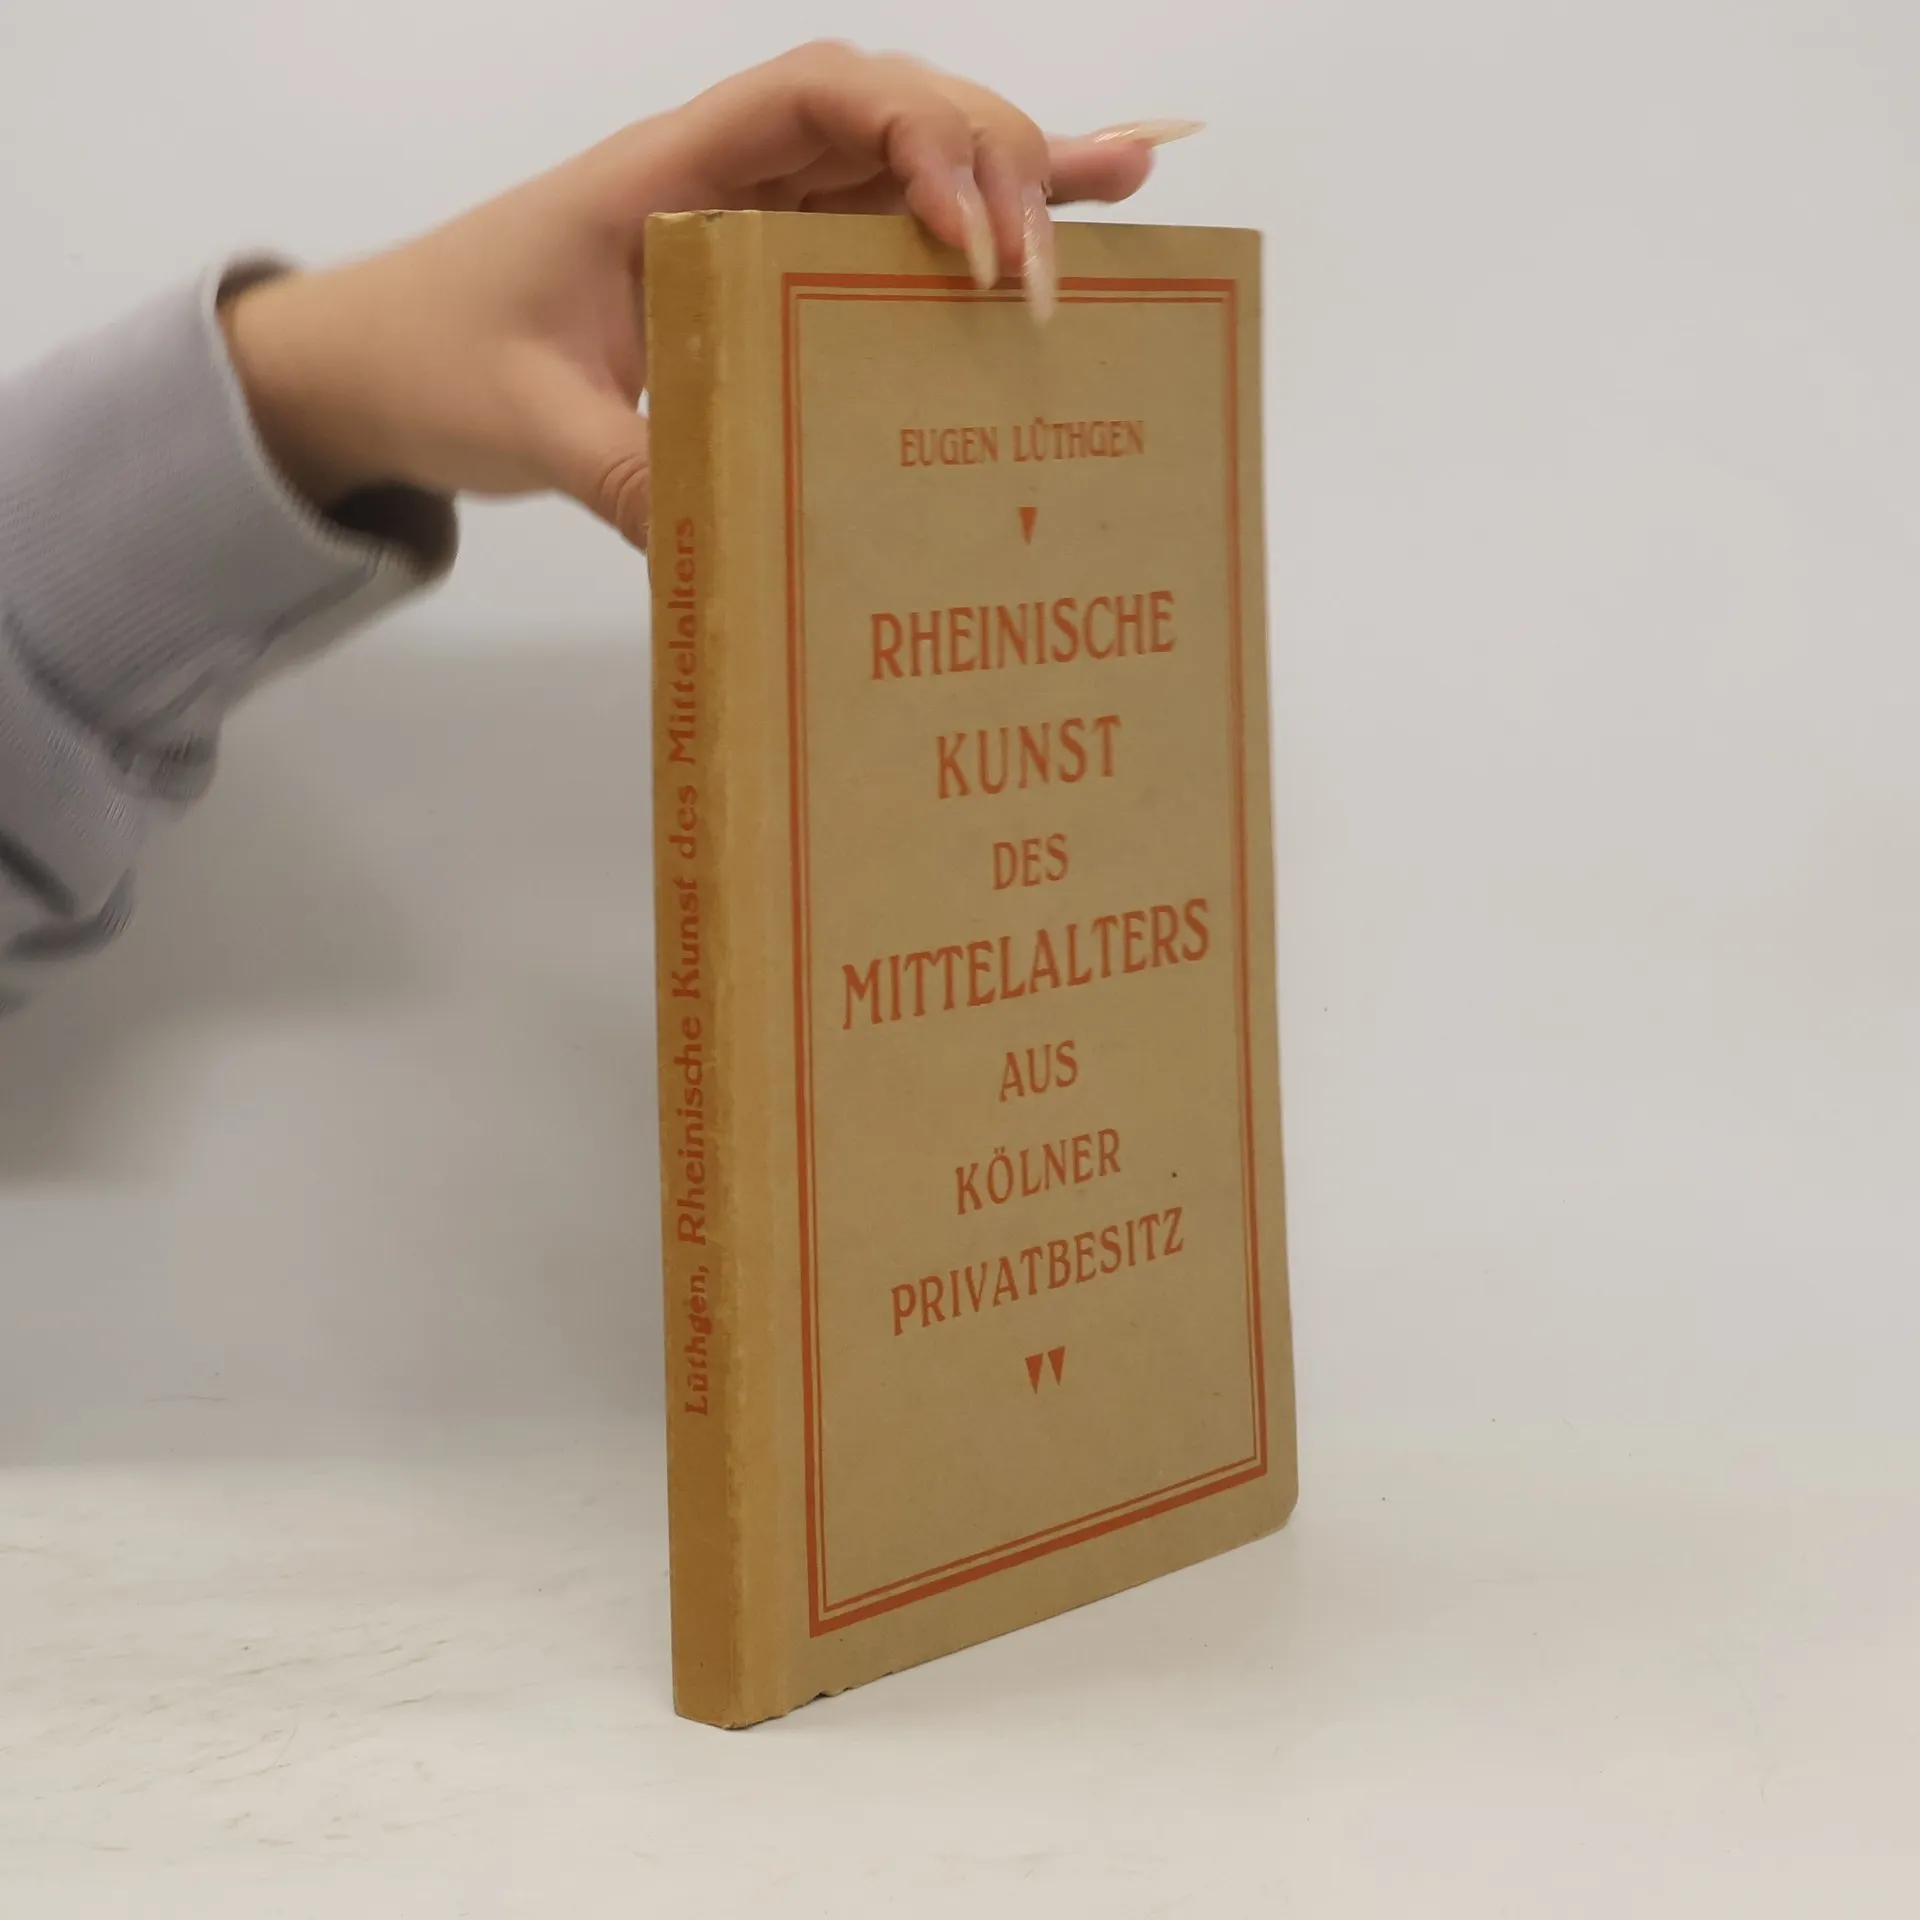 EUGEN LÜTHGEN
RHEINISCHE
KUNST
DES
MITTELALTERS
AUS
KÖLNER
PRIVATBESITZ
Lüthgen, Rheinische Kunst des Mittelalters